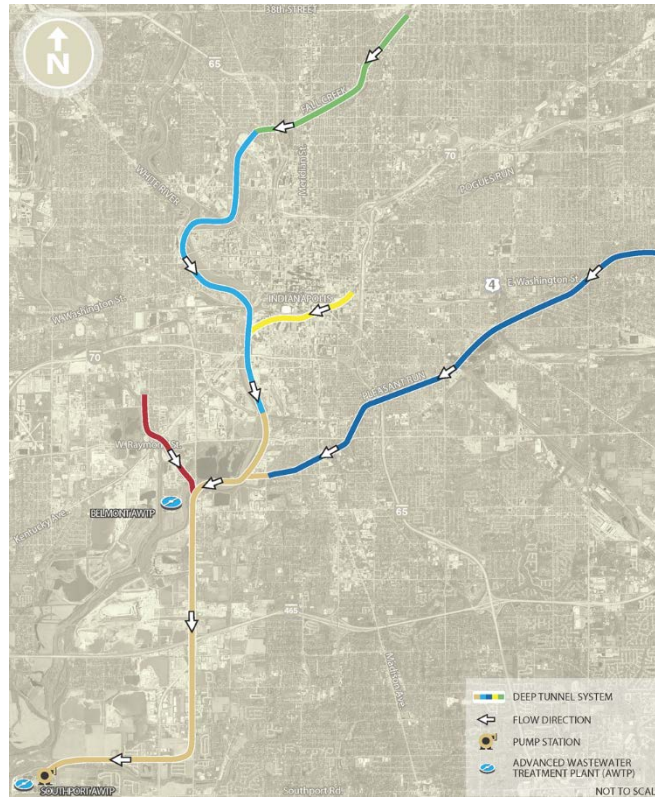 38th STREET
N
65
FALL CREEK
WHITE RIVER
Meridian St.
70
POGUES RUN
E. Washington St.
4
INDIANAPOLIS
W. Washington St.
70
PLEASANT RUN
W. Raymond St.
BELMONT AWTP
Kentucky Ave.
65
465
Madison Ave.
DEEP TUNNEL SYSTEM
FLOW DIRECTION
PUMP STATION
ADVANCED WASTEWATER
TREATMENT PLANT (AWTP)
SOUTHPORT AWTP
Southport Rd.
NOT TO SCAL